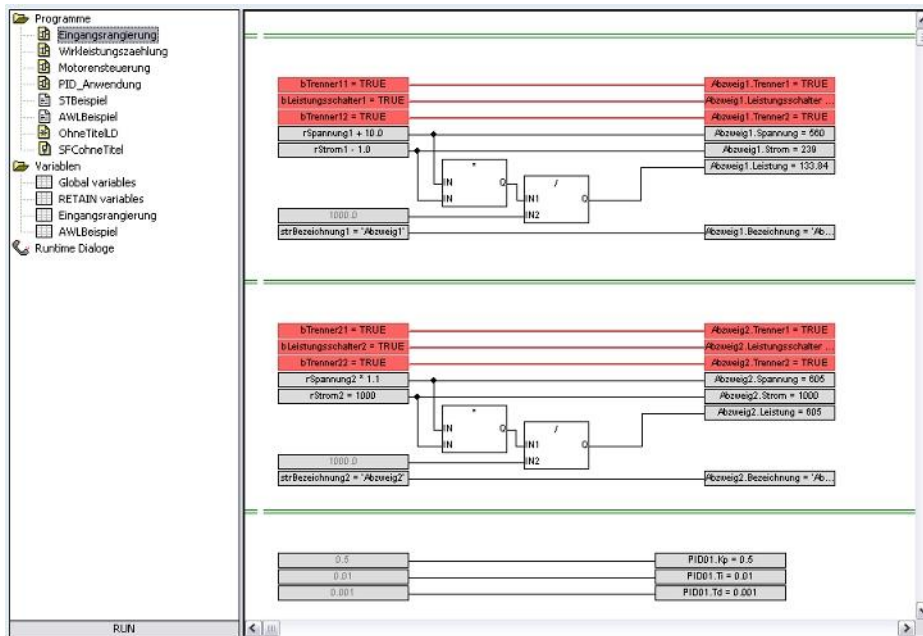 Programme
Eingangsrangierung
Wirkleistungszaehlung
Motorensteuerung
PID_Anwendung
STBeispiel
AWLBeispiel
OhneTitelLD
SFCohneTitel
Variablen
Global variables
RETAIN variables
Eingangsrangierung
AWLBeispiel
Runtime Dialoge
RUN
bTrenner11 = TRUE
Abzweig1.Trenner1 = TRUE
bLeistungsschalter1 = TRUE
Abzweig1.Leistungsschalter ...
bTrenner12 = TRUE
Abzweig1.Trenner2 = TRUE
rSpannung1 + 10.0
Abzweig1.Spannung = 560
rStrom1 - 1.0
Abzweig1.Strom = 239
Abzweig1.Leistung = 133.84
*
/
IN Q
IN
IN1 Q
IN2
1000.0
strBezeichnung1 = 'Abzweig1'
Abzweig1.Bezeichnung = 'Ab...
bTrenner21 = TRUE
Abzweig2.Trenner1 = TRUE
bLeistungsschalter2 = TRUE
Abzweig2.Leistungsschalter ...
bTrenner22 = TRUE
Abzweig2.Trenner2 = TRUE
rSpannung2 * 1.1
Abzweig2.Spannung = 605
rStrom2 = 1000
Abzweig2.Strom = 1000
Abzweig2.Leistung = 605
*
/
IN Q
IN
IN1 Q
IN2
1000.0
strBezeichnung2 = 'Abzweig2'
Abzweig2.Bezeichnung = 'Ab...
0.5
PID01.Kp = 0.5
0.01
PID01.Ti = 0.01
0.001
PID01.Td = 0.001